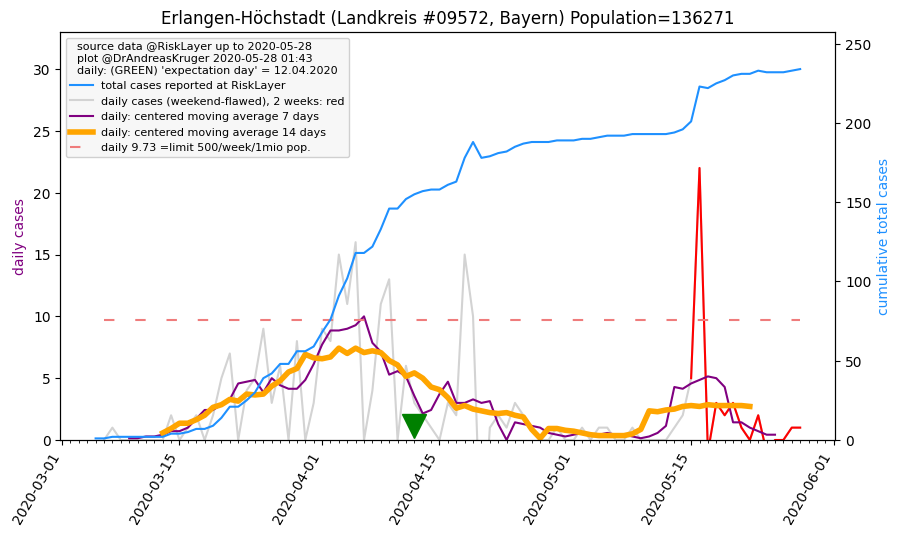 Erlangen-Höchstadt (Landkreis #09572, Bayern) Population=136271
source data @RiskLayer up to 2020-05-28
plot @DrAndreasKruger 2020-05-28 01:43
daily: (GREEN) 'expectation day' = 12.04.2020
total cases reported at RiskLayer
daily cases (weekend-flawed), 2 weeks: red
daily: centered moving average 7 days
daily: centered moving average 14 days
daily 9.73 =limit 500/week/1mio pop.
daily cases
30
25
20
15
10
5
0
250
200
150
100
50
0
cumulative total cases
2020-03-01
2020-03-15
2020-04-01
2020-04-15
2020-05-01
2020-05-15
2020-06-01